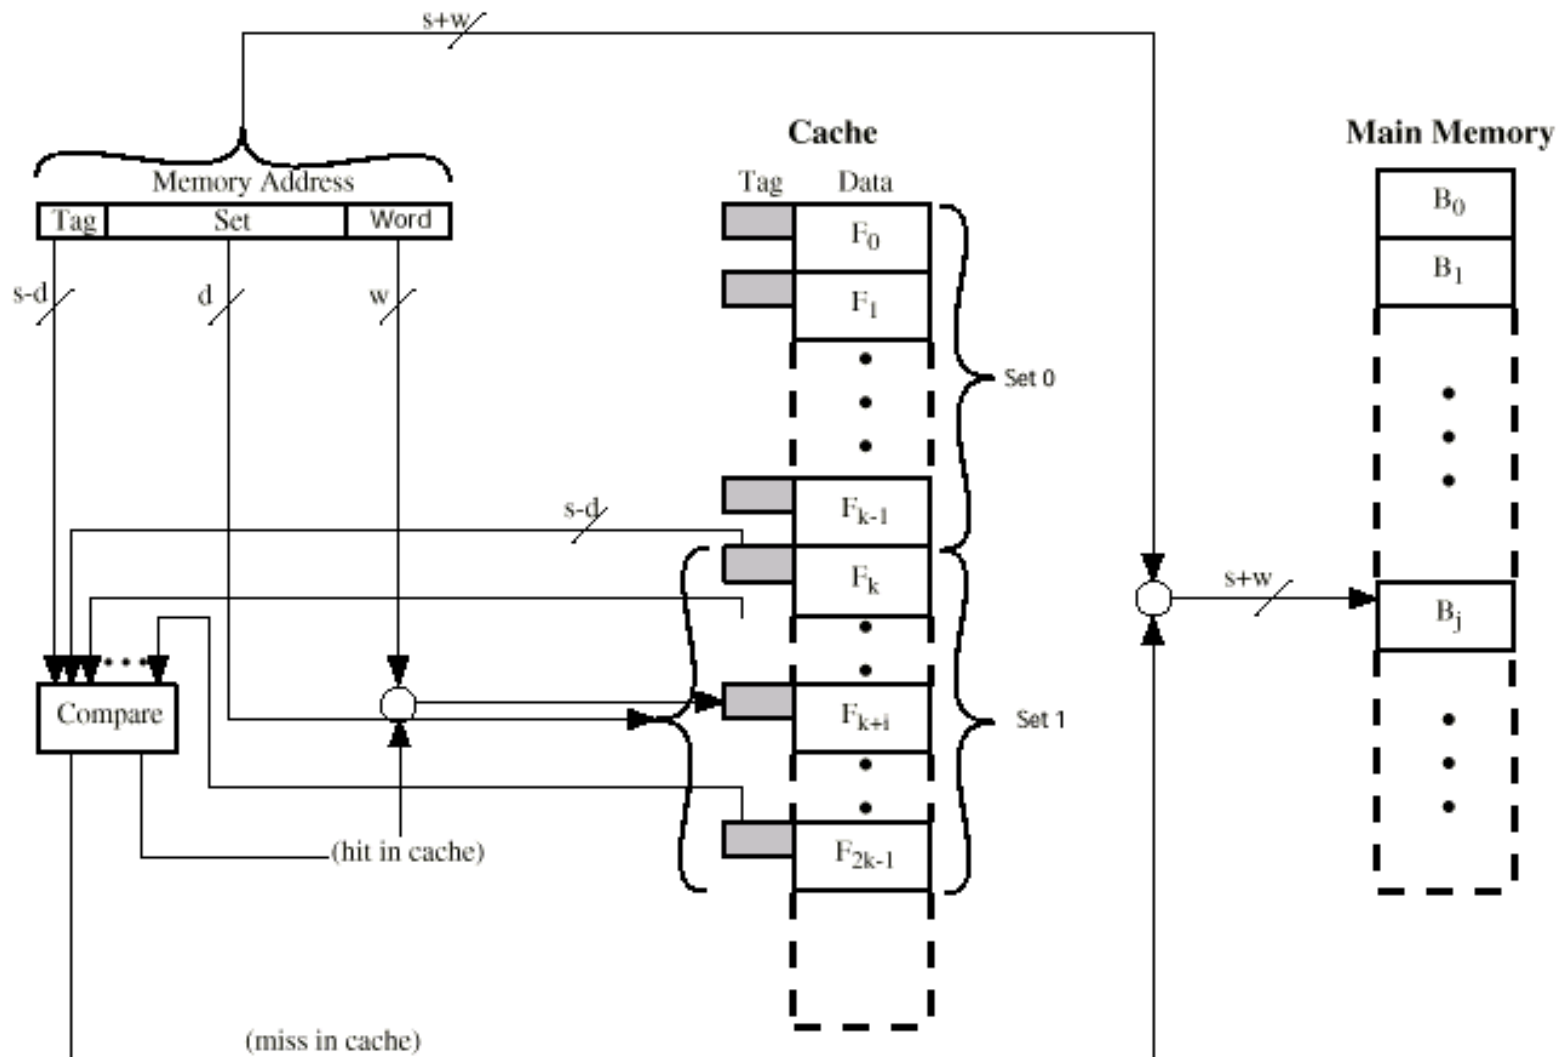 s+w
Cache
Main Memory
Memory Address
Tag Data
Tag Set Word
B0
F0
B1
s-d d w
F1
Set 0
Fk-1
s-d
Fk
s+w
Bj
Compare
Fk+i
Set 1
(hit in cache)
F2k-1
(miss in cache)